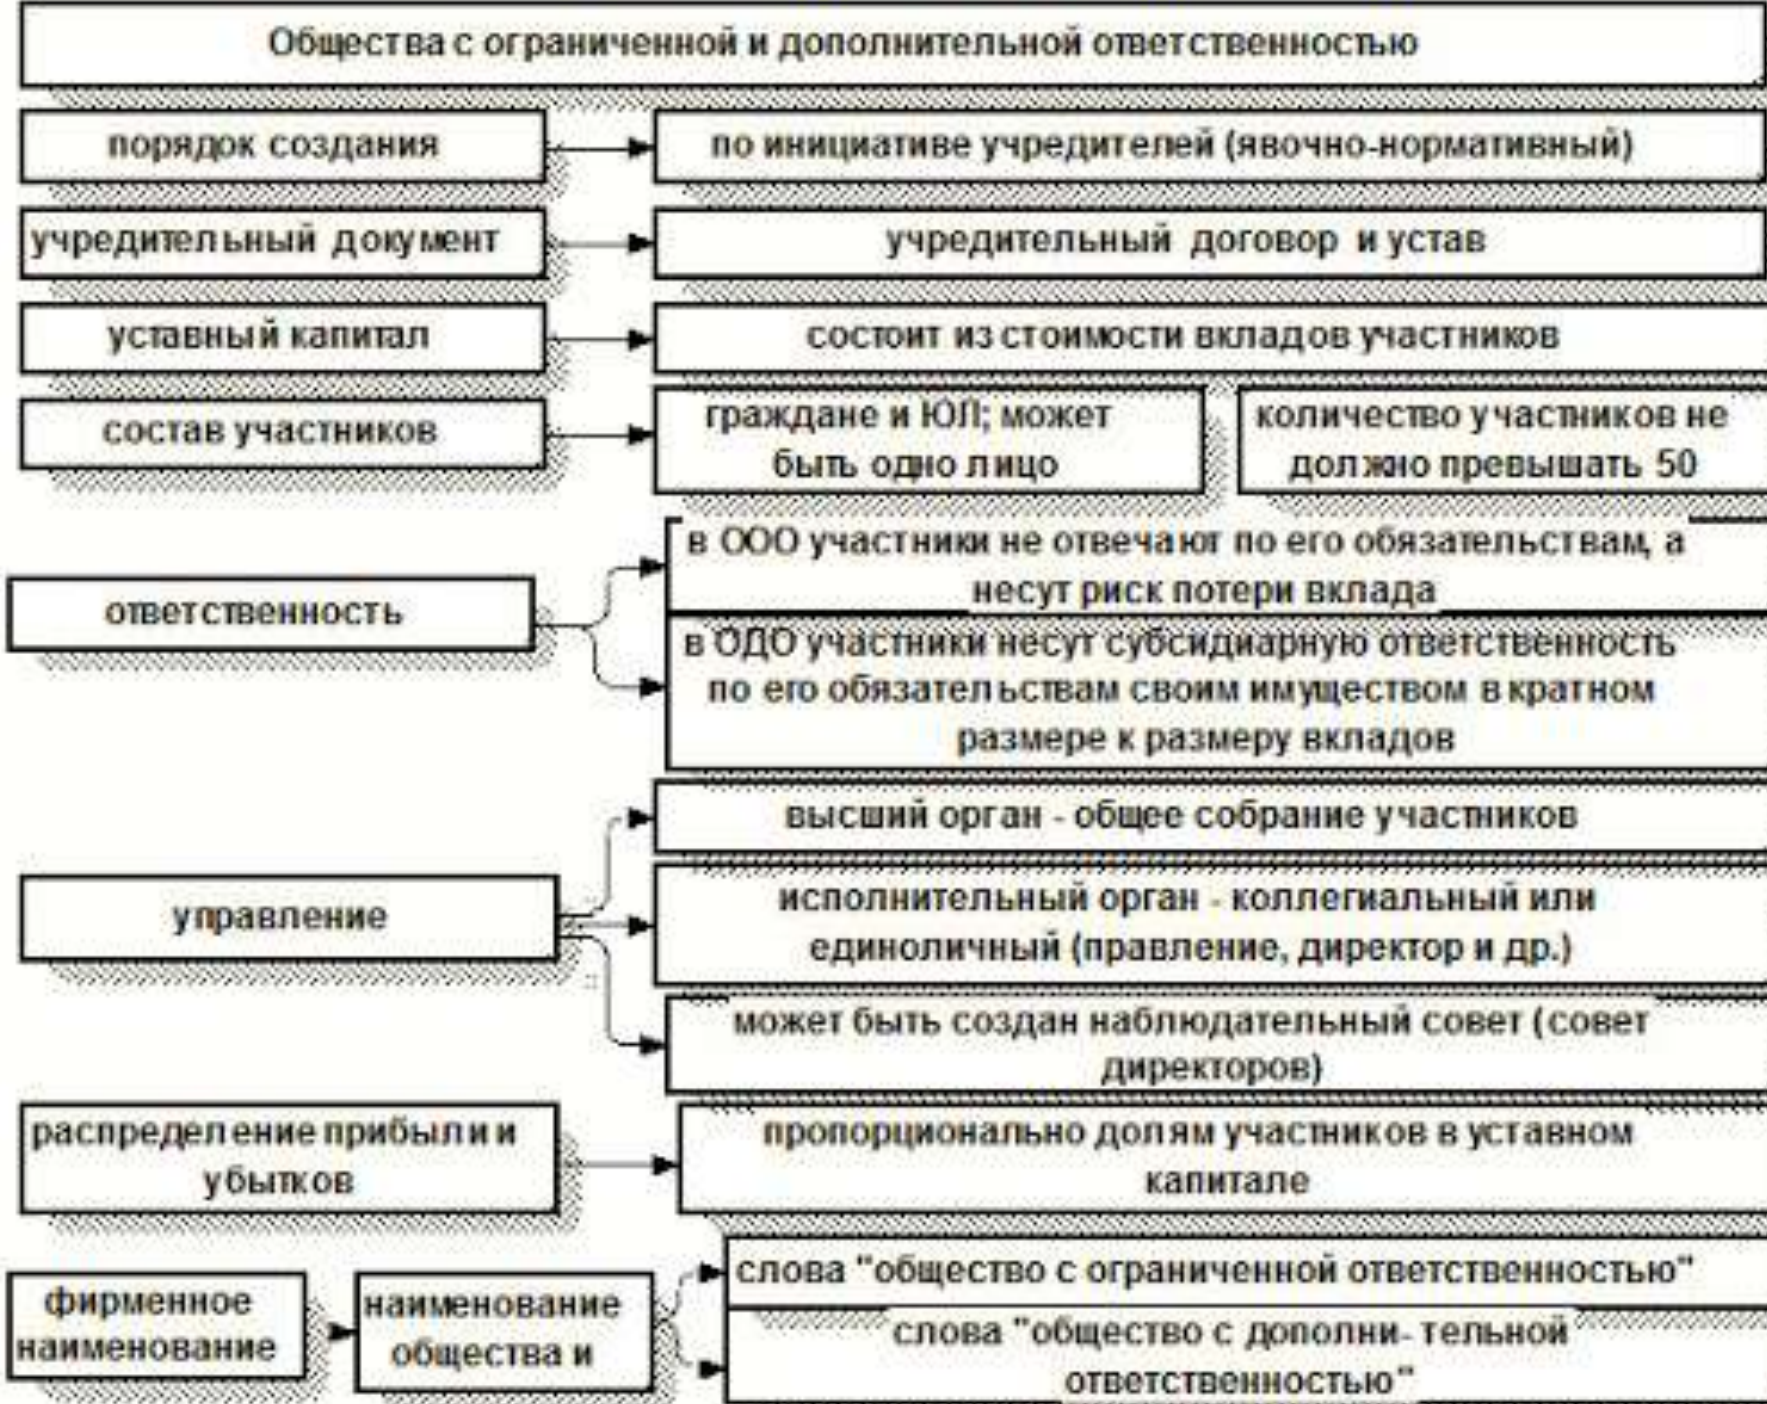 Общества с ограниченной и дополнительной ответственностью
порядок создания
по инициативе учредителей (явочно-нормативный)
учредительный документ
учредительный договор и устав
уставный капитал
состоит из стоимости вкладов участников
состав участников
граждане и ЮЛ; может
быть одно лицо
количество участников не
должно превышать 50
ответственность
в ООО участники не отвечают по его обязательствам, а
несут риск потери вклада
в ОДО участники несут субсидиарную ответственность
по его обязательствам своим имуществом в кратном
размере к размеру вкладов
управление
высший орган - общее собрание участников
исполнительный орган - коллегиальный или
единоличный (правление, директор и др.)
может быть создан наблюдательный совет (совет
директоров)
распределение прибыли и
убытков
пропорционально долям участников в уставном
капитале
фирменное
наименование
наименование
общества и
слова "общество с ограниченной ответственностью"
слова "общество с дополни- тельной
ответственностью"